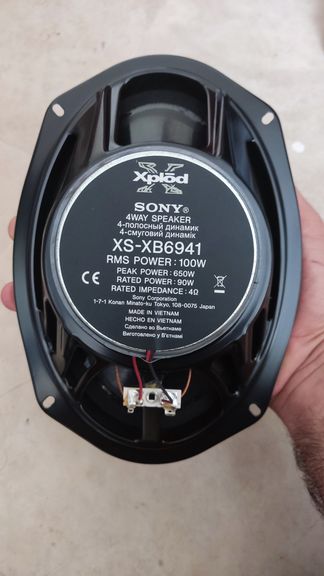 Xplōd
SONY®
4WAY SPEAKER
4-полосный динамик
4-смуговий динамік
XS-XB6941
RMS POWER : 100W
PEAK POWER : 650W
RATED POWER : 90W
RATED IMPEDANCE : 4Ω
CE
Sony Corporation
1-7-1 Konan Minato-ku Tokyo, 108-0075 Japan
MADE IN VIETNAM
HECHO EN VIETNAM
Сделано во Вьетнаме
Виготовлено у В'єтнамі